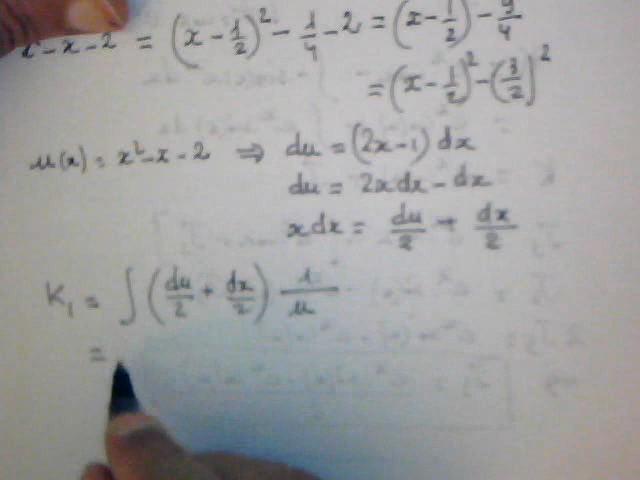 x² - x - 2 = (x - 1/2)² - 1/4 - 2 = (x - 1/2)² - 9/4
= (x - 1/2)² - (3/2)²
u(x) = x² - x - 2 ⇒ du = (2x - 1) dx
du = 2x dx - dx
x dx = du/2 + dx/2
K₁ = ∫ (du/2 + dx/2) 1/u
=